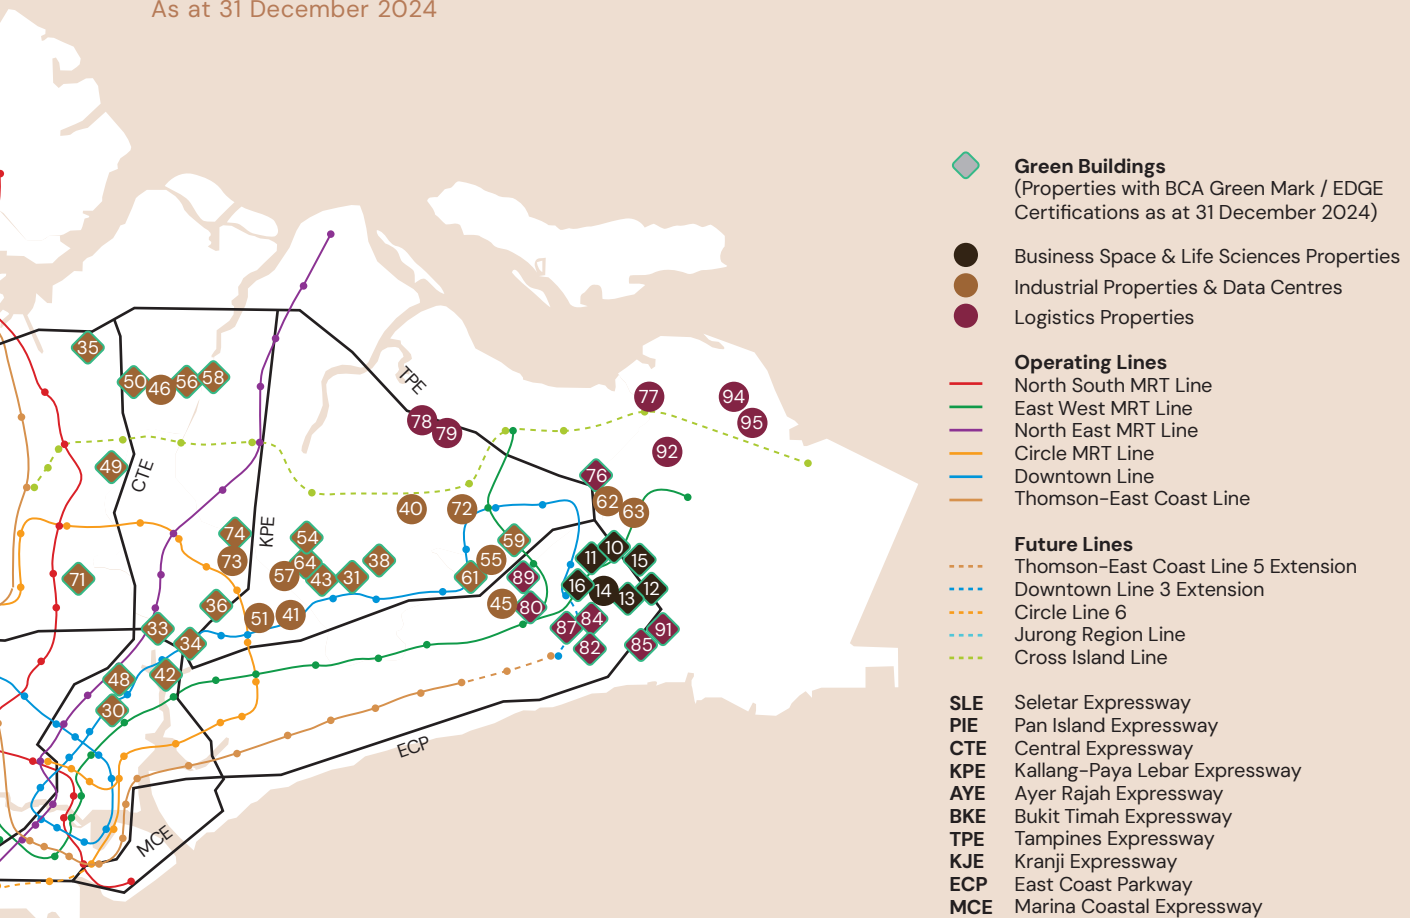 As at 31 December 2024
Green Buildings
(Properties with BCA Green Mark / EDGE
Certifications as at 31 December 2024)
Business Space & Life Sciences Properties
Industrial Properties & Data Centres
Logistics Properties
Operating Lines
North South MRT Line
East West MRT Line
North East MRT Line
Circle MRT Line
Downtown Line
Thomson-East Coast Line
Future Lines
Thomson-East Coast Line 5 Extension
Downtown Line 3 Extension
Circle Line 6
Jurong Region Line
Cross Island Line
SLE Seletar Expressway
PIE Pan Island Expressway
CTE Central Expressway
KPE Kallang-Paya Lebar Expressway
AYE Ayer Rajah Expressway
BKE Bukit Timah Expressway
TPE Tampines Expressway
KJE Kranji Expressway
ECP East Coast Parkway
MCE Marina Coastal Expressway
35
50
46
56
58
TPE
77
94
95
78
79
92
49
CTE
76
40
72
62
63
KPE
74
54
59
73
64
57
43
31
38
55
61
89
11
10
15
71
16
14
13
12
36
51
41
45
80
33
34
87
84
91
82
85
48
42
30
ECP
MCE